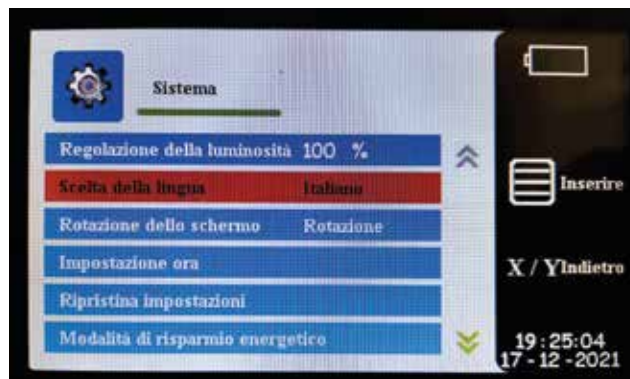 Sistema
Regolazione della luminosità 100 %
Scelta della lingua Italiano
Rotazione dello schermo Rotazione
Impostazione ora
Ripristina impostazioni
Modalità di risparmio energetico
Inserire
X / Y Indietro
19:25:04
17-12-2021